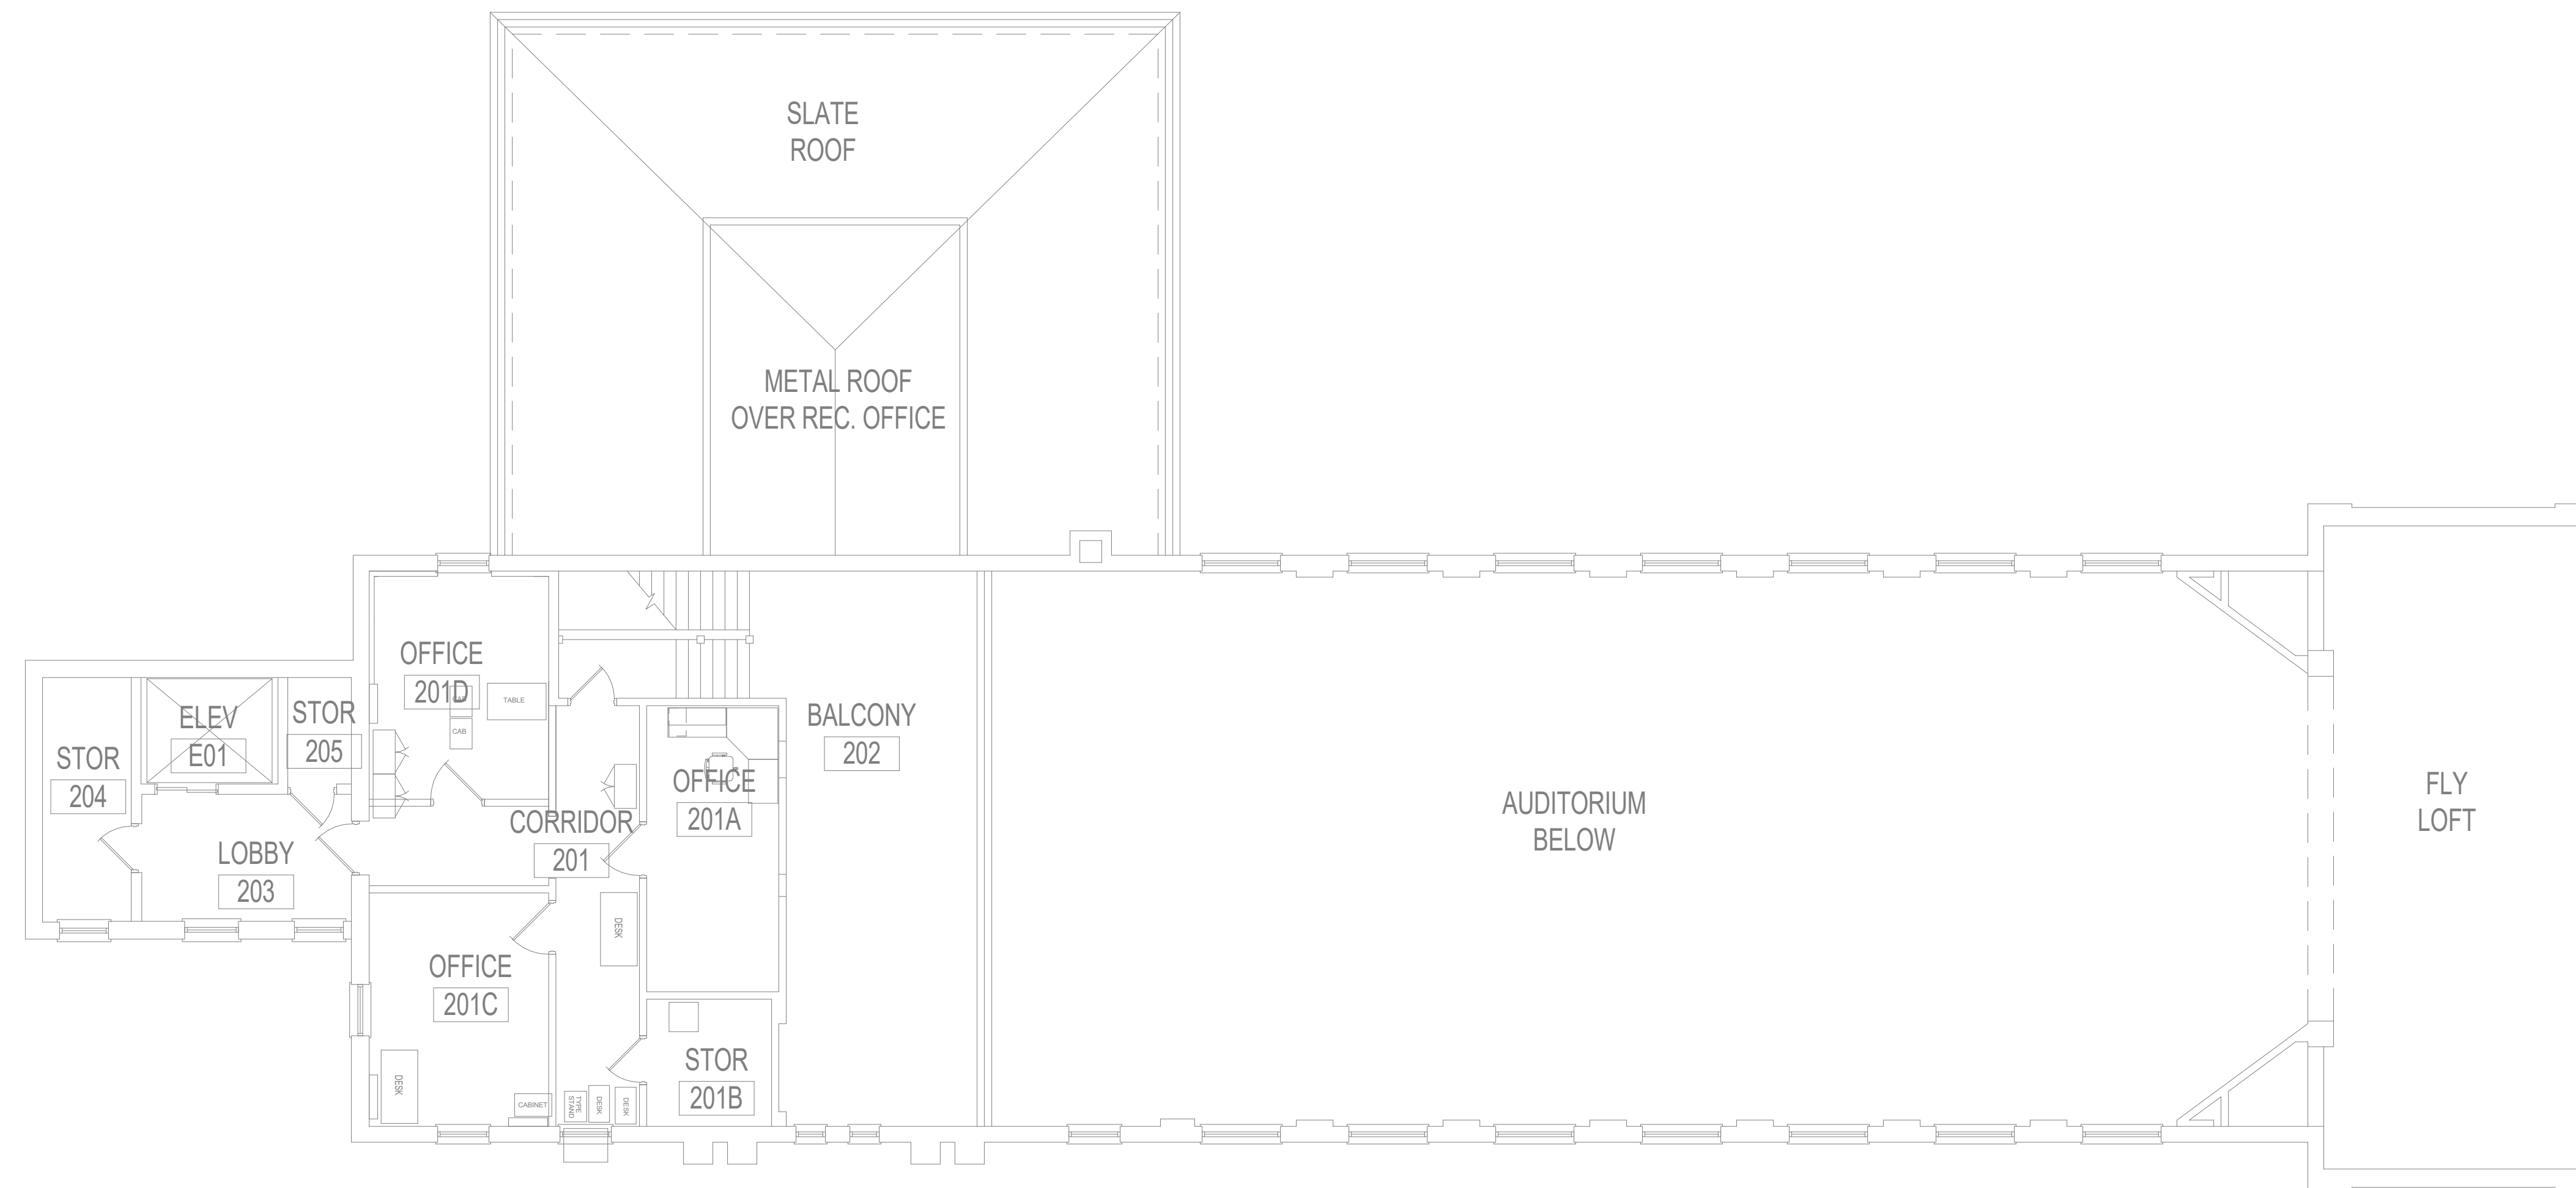 SLATE
ROOF
METAL ROOF
OVER REC. OFFICE
OFFICE
201D
CAB
TABLE
CAB
ELEV
E01
STOR
205
STOR
204
BALCONY
202
OFFICE
201A
CORRIDOR
201
LOBBY
203
AUDITORIUM
BELOW
FLY
LOFT
DESK
OFFICE
201C
DESK
CABINET
TYPE
STAND
DESK
DESK
STOR
201B